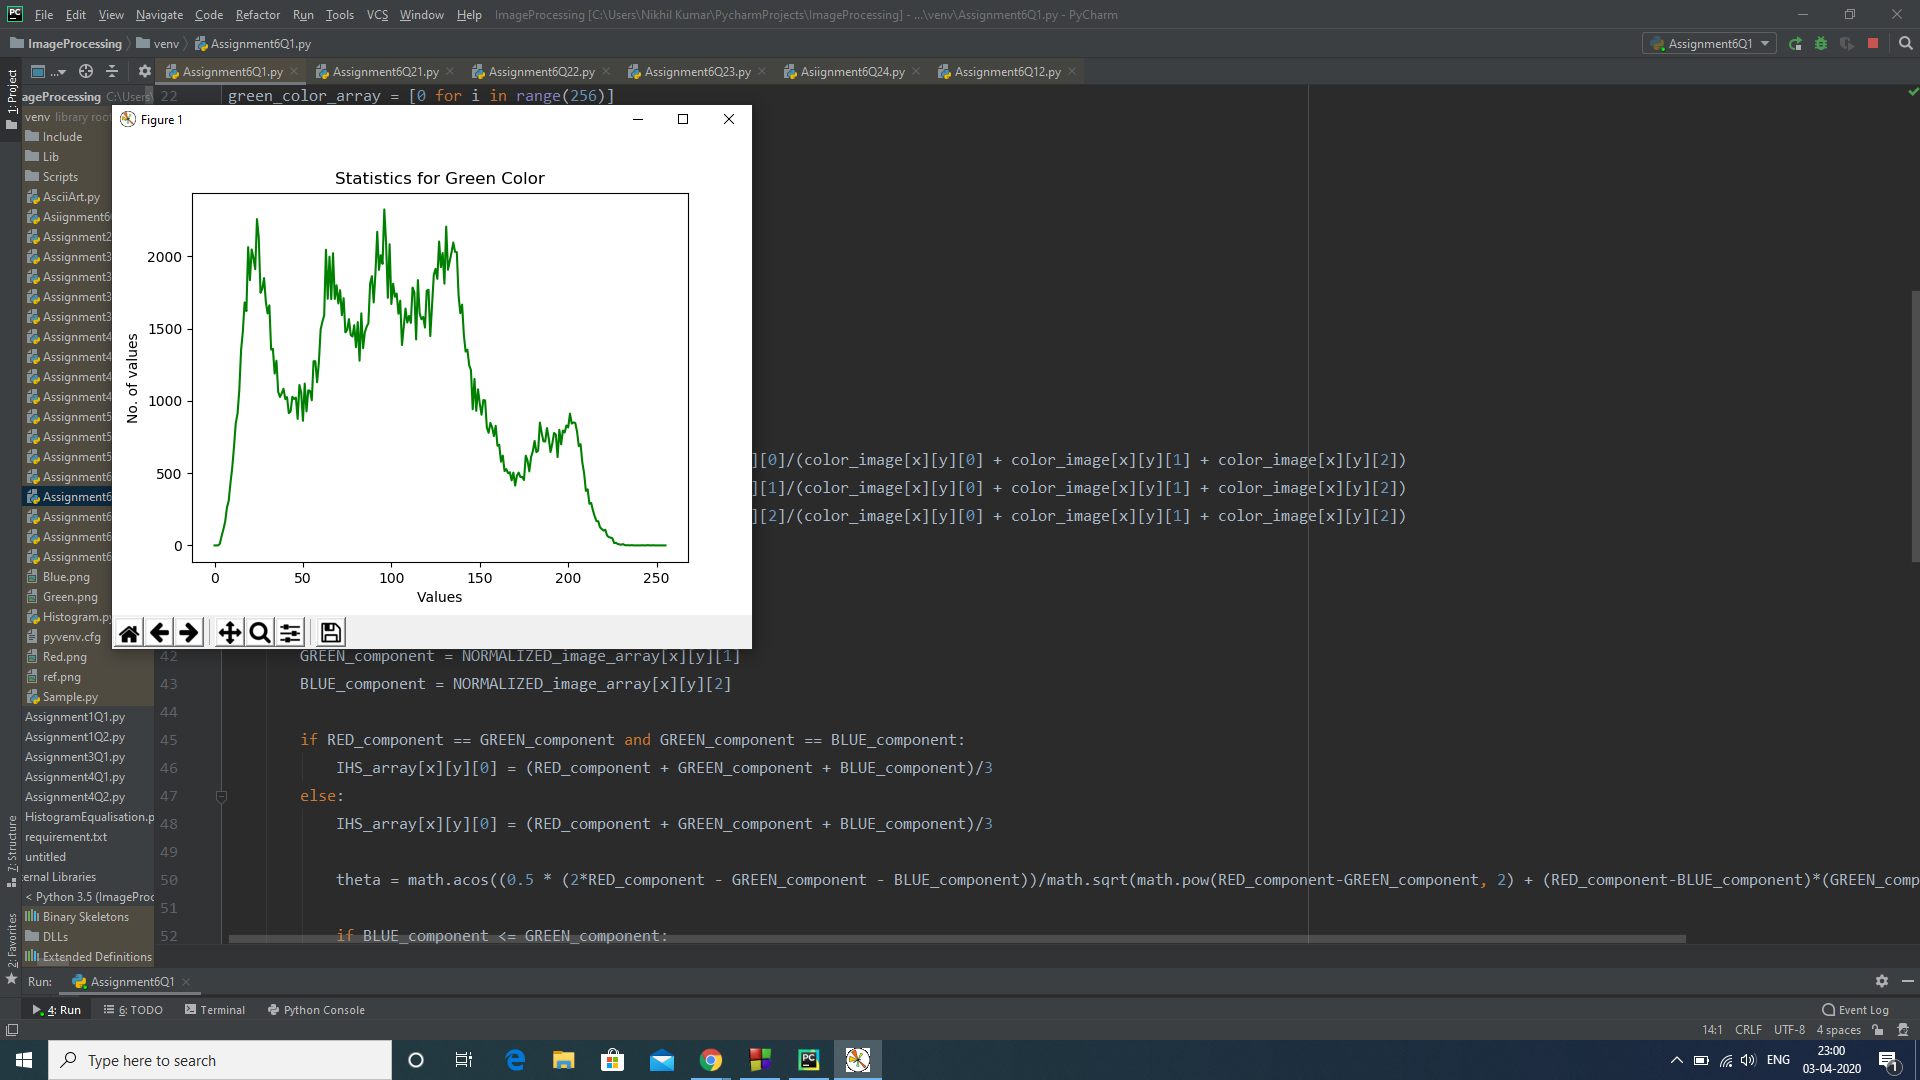 File Edit View Navigate Code Refactor Run Tools VCS Window Help ImageProcessing [C:\Users\Nikhil Kumar\PycharmProjects\ImageProcessing] - ...\venv\Assignment6Q1.py - PyCharm
ImageProcessing venv Assignment6Q1.py Assignment6Q1
... Assignment6Q1.py Assignment6Q21.py Assignment6Q22.py Assignment6Q23.py Asiignment6Q24.py Assignment6Q12.py
1: Project
ageProcessing C:\Users\
venv library root
Include
Lib
Scripts
AsciiArt.py
Asiignment6
Assignment2
Assignment3
Assignment3
Assignment3
Assignment3
Assignment4
Assignment4
Assignment4
Assignment4
Assignment5
Assignment5
Assignment5
Assignment6
Assignment6
Assignment6
Assignment6
Assignment6
Blue.png
Green.png
Histogram.py
pyvenv.cfg
Red.png
ref.png
Sample.py
Assignment1Q1.py
Assignment1Q2.py
Assignment3Q1.py
Assignment4Q1.py
Assignment4Q2.py
HistogramEqualisation.p
requirement.txt
untitled
ternal Libraries
< Python 3.5 (ImageProc
Binary Skeletons
DLLs
Extended Definitions
7: Structure
2: Favorites
22 green_color_array = [0 for i in range(256)]
Figure 1
Statistics for Green Color
No. of values
2000
1500
1000
500
0
0 50 100 150 200 250
Values
][0]/(color_image[x][y][0] + color_image[x][y][1] + color_image[x][y][2])
][1]/(color_image[x][y][0] + color_image[x][y][1] + color_image[x][y][2])
][2]/(color_image[x][y][0] + color_image[x][y][1] + color_image[x][y][2])
42 GREEN_component = NORMALIZED_image_array[x][y][1]
43 BLUE_component = NORMALIZED_image_array[x][y][2]
44
45 if RED_component == GREEN_component and GREEN_component == BLUE_component:
46 IHS_array[x][y][0] = (RED_component + GREEN_component + BLUE_component)/3
47 else:
48 IHS_array[x][y][0] = (RED_component + GREEN_component + BLUE_component)/3
49
50 theta = math.acos((0.5 * (2*RED_component - GREEN_component - BLUE_component))/math.sqrt(math.pow(RED_component-GREEN_component, 2) + (RED_component-BLUE_component)*(GREEN_comp
51
52 if BLUE_component <= GREEN_component:
Run: Assignment6Q1
4: Run 6: TODO Terminal Python Console Event Log
14:1 CRLF UTF-8 4 spaces
Type here to search
ENG
23:00
03-04-2020
1